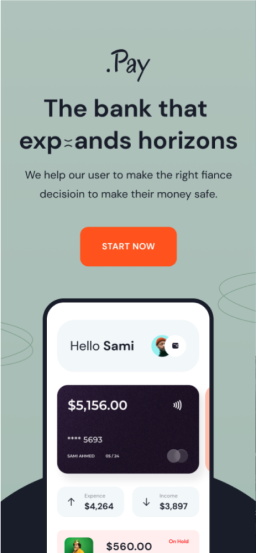 .Pay
The bank that
exp-ands horizons
We help our user to make the right fiance
decisioin to make their money safe.
START NOW
Hello Sami
$5,156.00
**** 5693
SAMI AHMED 05 / 24
Expence Income
$4,264 $3,897
On Hold
$560.00